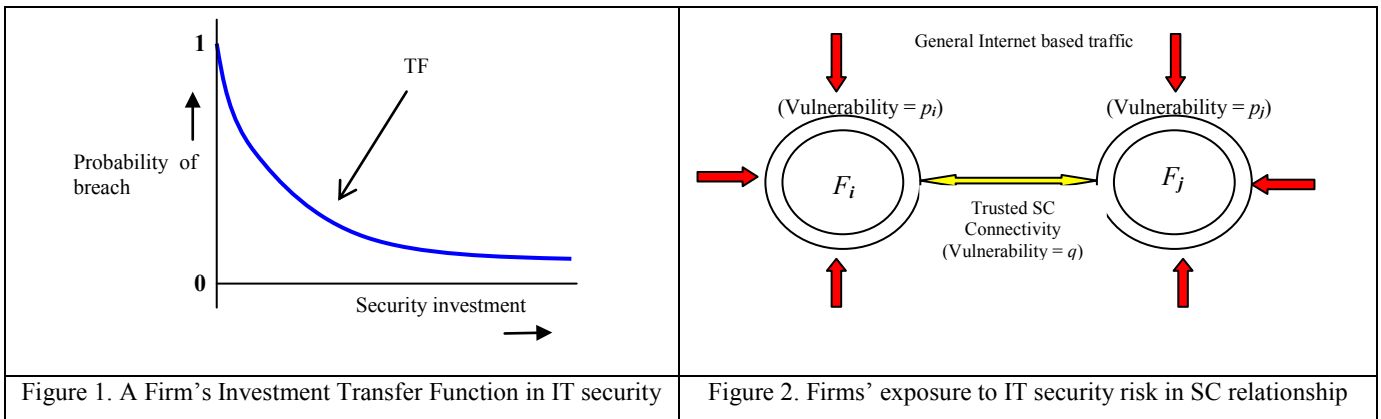 1
TF
Probability of
breach
0
Security investment
Figure 1. A Firm’s Investment Transfer Function in IT security
General Internet based traffic
(Vulnerability = pi)
(Vulnerability = pj)
Fi
Fj
Trusted SC
Connectivity
(Vulnerability = q)
Figure 2. Firms’ exposure to IT security risk in SC relationship